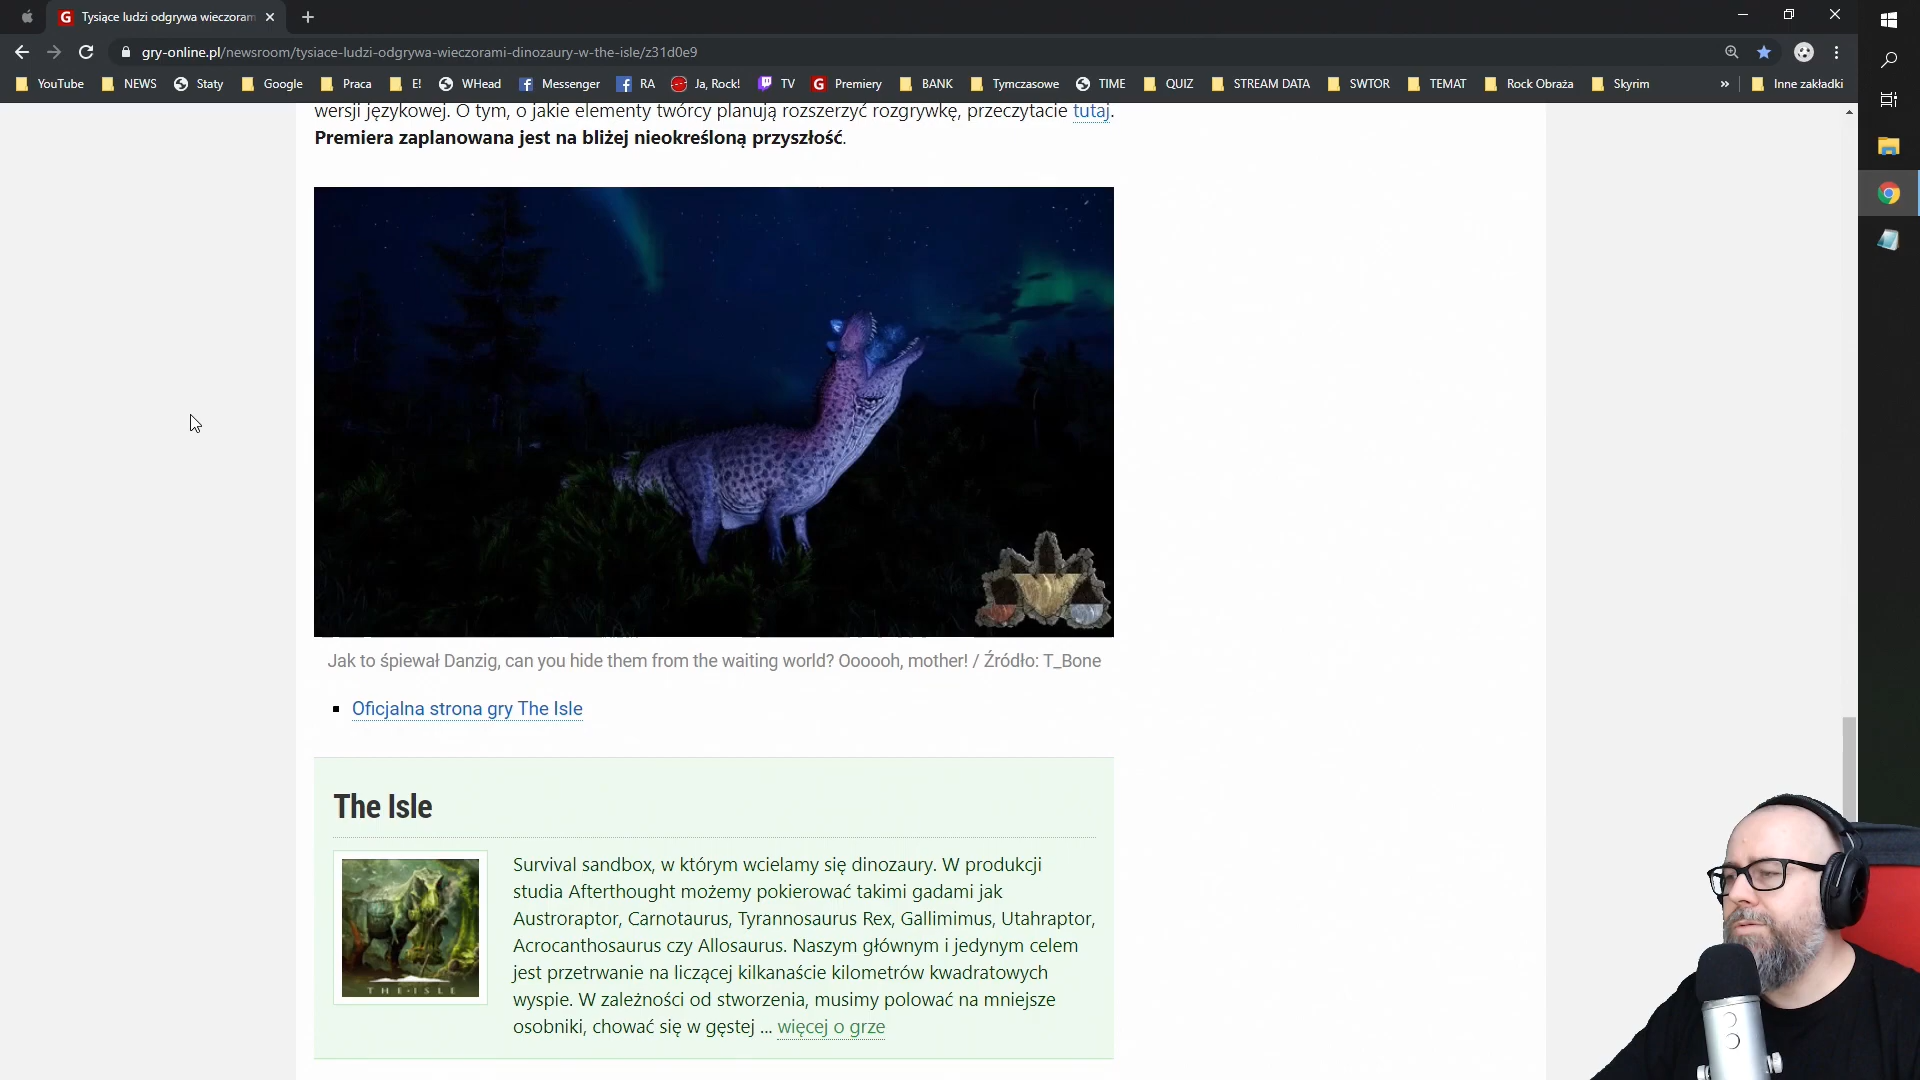 Tysiące ludzi odgrywa wieczoram
gry-online.pl/newsroom/tysiace-ludzi-odgrywa-wieczorami-dinozaury-w-the-isle/z31d0e9
YouTube NEWS Staty Google Praca E! WHead Messenger RA Ja, Rock! TV Premiery BANK Tymczasowe TIME QUIZ STREAM DATA SWTOR TEMAT Rock Obraża Skyrim » Inne zakładki
wersji językowej. O tym, o jakie elementy twórcy planują rozszerzyć rozgrywkę, przeczytacie tutaj.
Premiera zaplanowana jest na bliżej nieokreśloną przyszłość.
Jak to śpiewał Danzig, can you hide them from the waiting world? Oooooh, mother! / Źródło: T_Bone
Oficjalna strona gry The Isle
The Isle
THE ISLE
Survival sandbox, w którym wcielamy się dinozaury. W produkcji
studia Afterthought możemy pokierować takimi gadami jak
Austroraptor, Carnotaurus, Tyrannosaurus Rex, Gallimimus, Utahraptor,
Acrocanthosaurus czy Allosaurus. Naszym głównym i jedynym celem
jest przetrwanie na liczącej kilkanaście kilometrów kwadratowych
wyspie. W zależności od stworzenia, musimy polować na mniejsze
osobniki, chować się w gęstej ... więcej o grze